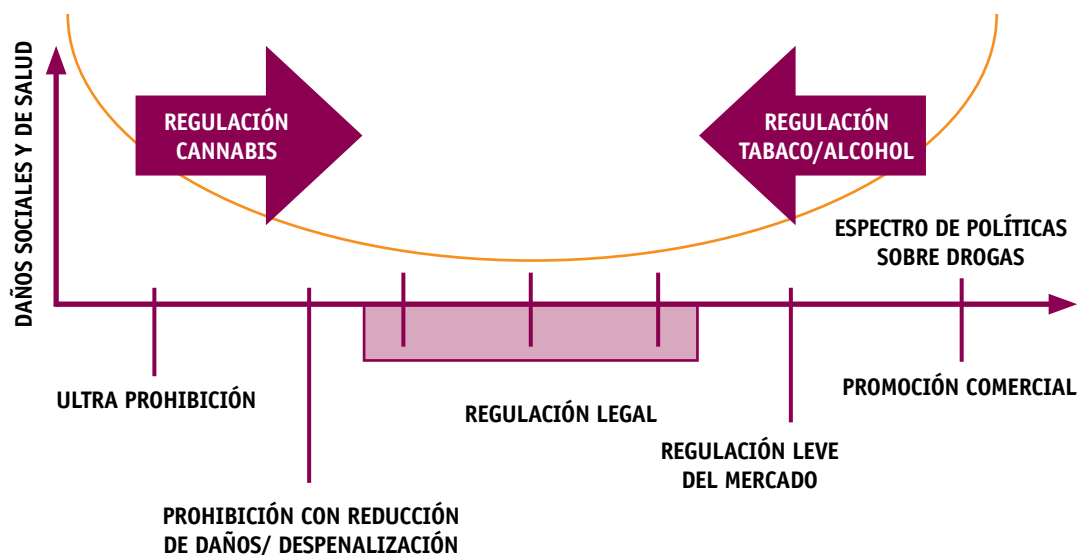 DAÑOS SOCIALES Y DE SALUD
REGULACIÓN
CANNABIS
REGULACIÓN
TABACO/ALCOHOL
ESPECTRO DE POLÍTICAS
SOBRE DROGAS
ULTRA PROHIBICIÓN
PROHIBICIÓN CON REDUCCIÓN
DE DAÑOS/ DESPENALIZACIÓN
REGULACIÓN LEGAL
REGULACIÓN LEVE
DEL MERCADO
PROMOCIÓN COMERCIAL